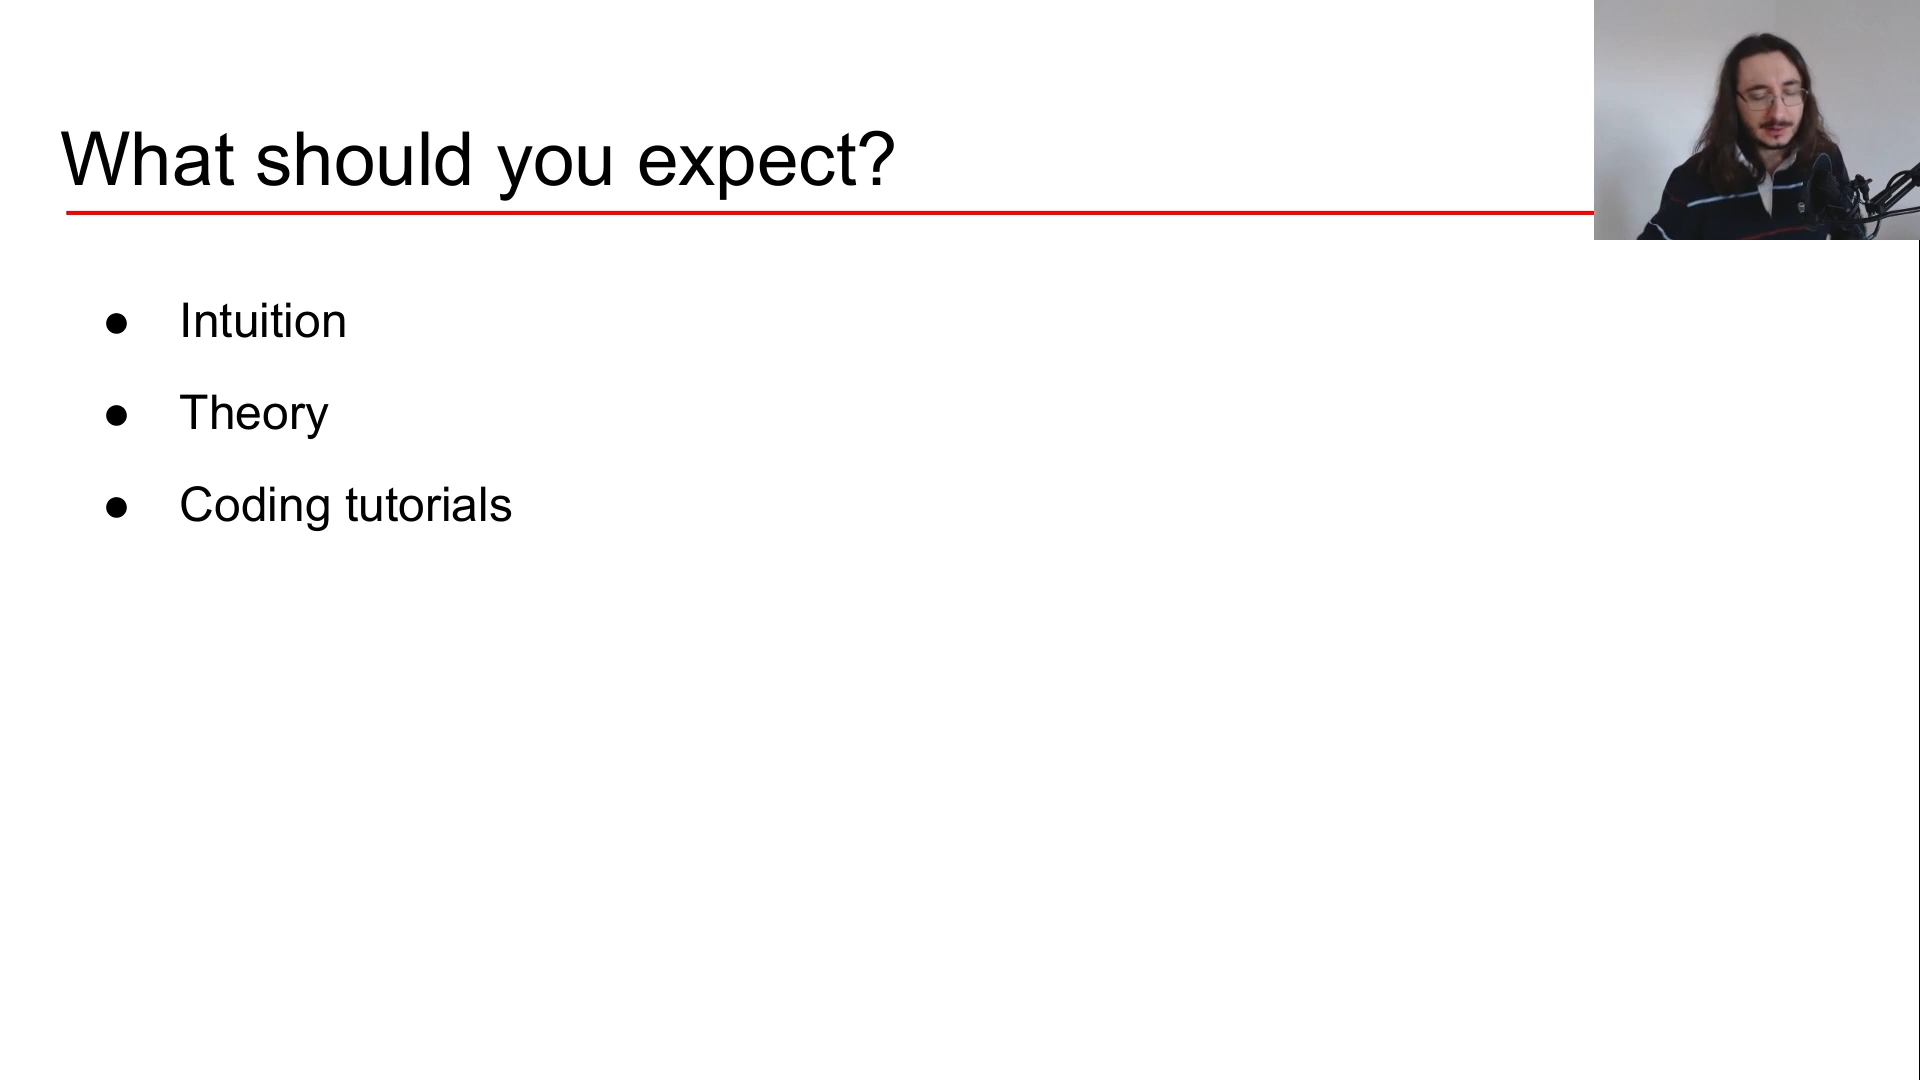 What should you expect?
● Intuition
● Theory
● Coding tutorials